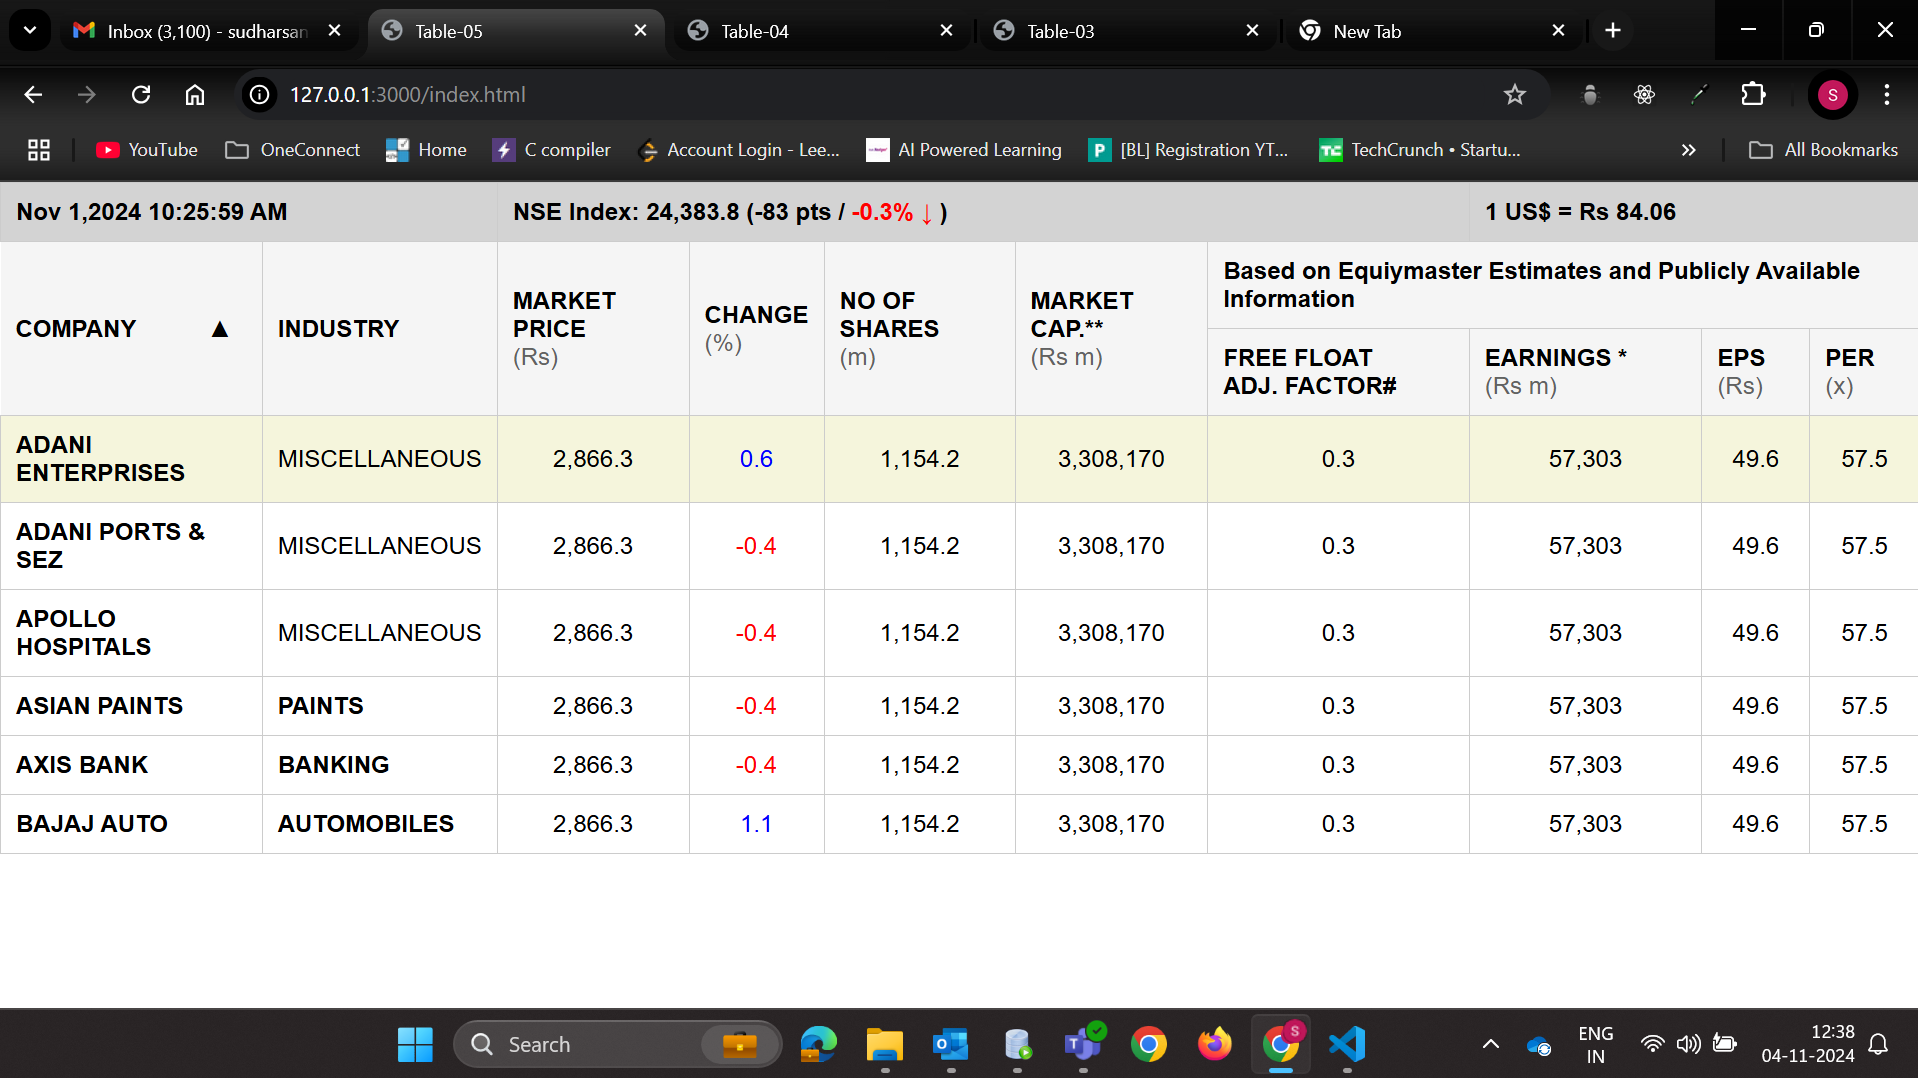 Inbox (3,100) - sudharsan
Table-05
Table-04
Table-03
New Tab
127.0.0.1:3000/index.html
S
YouTube
OneConnect
Home
C compiler
Account Login - Lee...
AI Powered Learning
P
[BL] Registration YT...
TechCrunch • Startu...
All Bookmarks
Nov 1,2024 10:25:59 AM
NSE Index: 24,383.8 (-83 pts / -0.3% ↓ )
1 US$ = Rs 84.06
COMPANY ▲
INDUSTRY
MARKET
PRICE
(Rs)
CHANGE
(%)
NO OF
SHARES
(m)
MARKET
CAP.**
(Rs m)
Based on Equiymaster Estimates and Publicly Available
Information
FREE FLOAT
ADJ. FACTOR#
EARNINGS *
(Rs m)
EPS
(Rs)
PER
(x)
ADANI
ENTERPRISES
MISCELLANEOUS 2,866.3 0.6 1,154.2 3,308,170 0.3 57,303 49.6 57.5
ADANI PORTS &
SEZ
MISCELLANEOUS 2,866.3 -0.4 1,154.2 3,308,170 0.3 57,303 49.6 57.5
APOLLO
HOSPITALS
MISCELLANEOUS 2,866.3 -0.4 1,154.2 3,308,170 0.3 57,303 49.6 57.5
ASIAN PAINTS PAINTS 2,866.3 -0.4 1,154.2 3,308,170 0.3 57,303 49.6 57.5
AXIS BANK BANKING 2,866.3 -0.4 1,154.2 3,308,170 0.3 57,303 49.6 57.5
BAJAJ AUTO AUTOMOBILES 2,866.3 1.1 1,154.2 3,308,170 0.3 57,303 49.6 57.5
Search
S
ENG
IN
12:38
04-11-2024